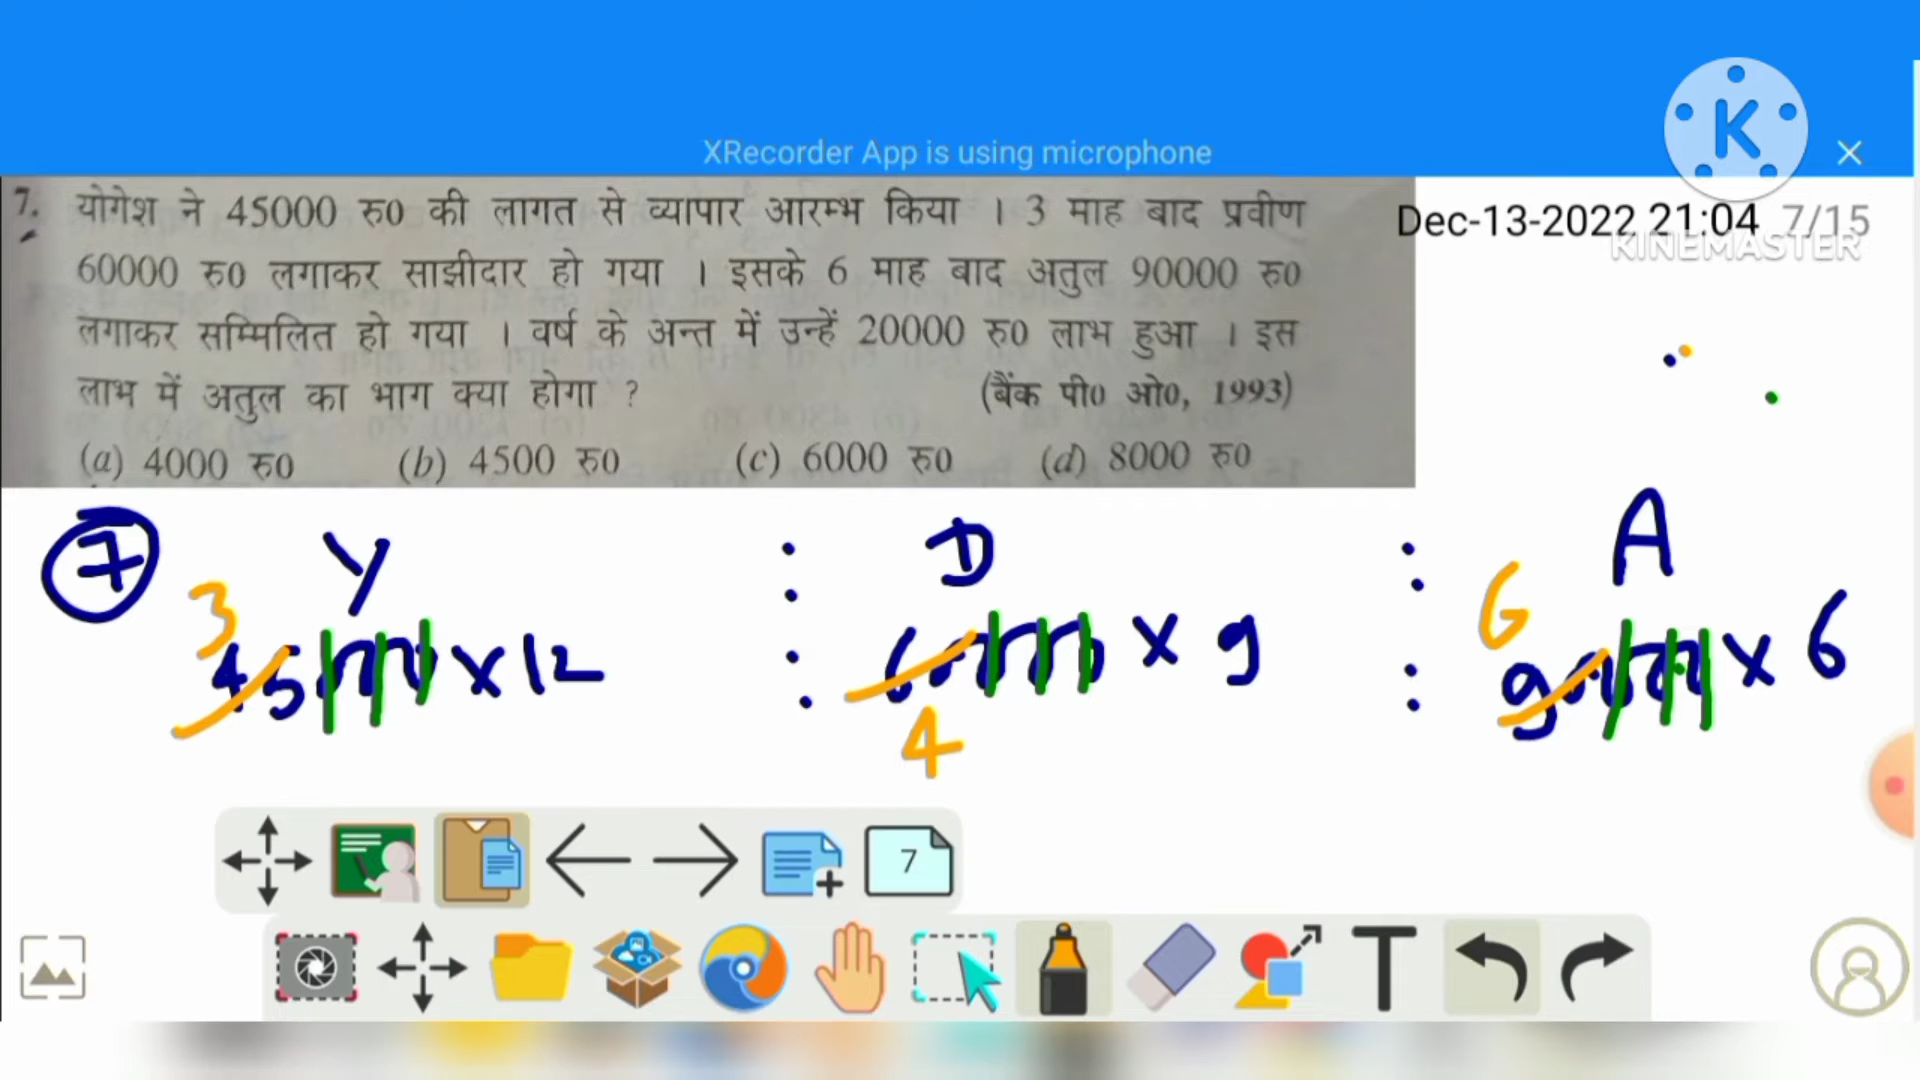 XRecorder App is using microphone
K
Dec-13-2022 21:04 7/15
KINEMASTER
7. योगेश ने 45000 रु0 की लागत से व्यापार आरम्भ किया । 3 माह बाद प्रवीण
60000 रु0 लगाकर साझीदार हो गया । इसके 6 माह बाद अतुल 90000 रु0
लगाकर सम्मिलित हो गया । वर्ष के अन्त में उन्हें 20000 रु0 लाभ हुआ । इस
लाभ में अतुल का भाग क्या होगा ? (बैंक पी0 ओ0, 1993)
(a) 4000 रु0 (b) 4500 रु0 (c) 6000 रु0 (d) 8000 रु0
7 Y : D : A
3 6
45000 x 12 : 60000 x 9 : 90000 x 6
4
7
T